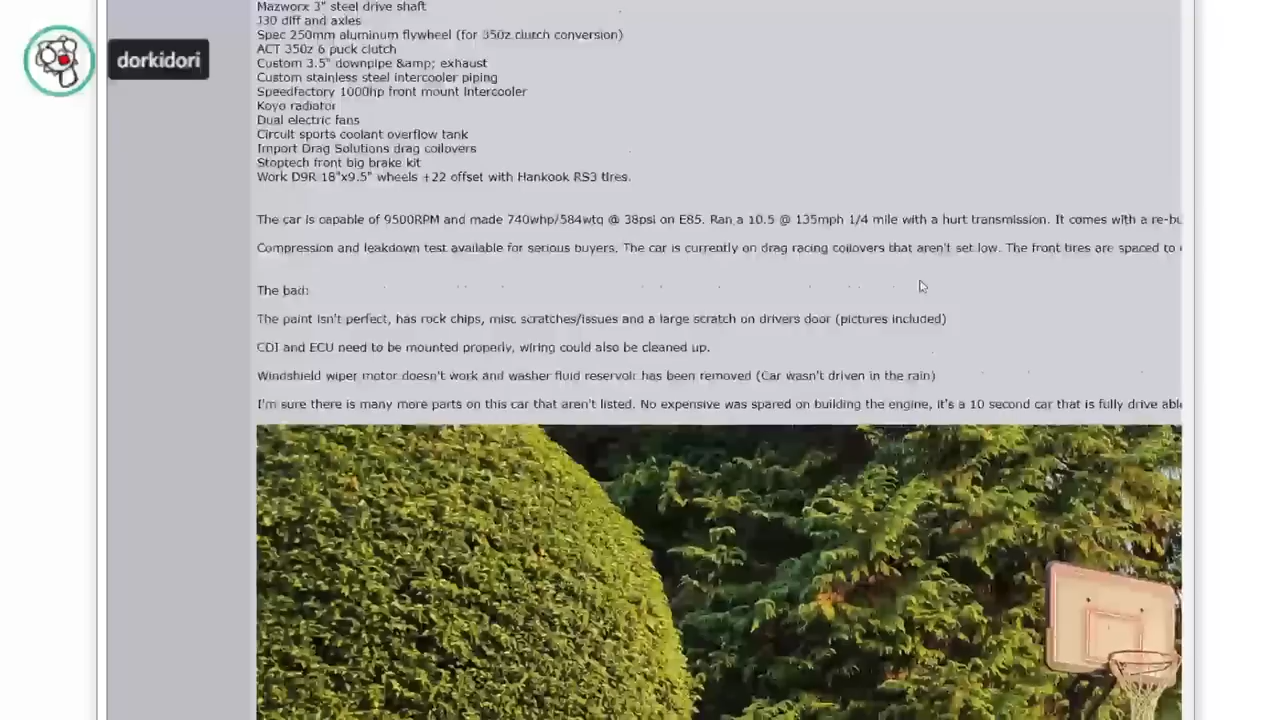 Mazworx 3" steel drive shaft
J30 diff and axles
Spec 250mm aluminum flywheel (for 350z clutch conversion)
dorkidori
ACT 350z 6 puck clutch
Custom 3.5" downpipe &amp; exhaust
Custom stainless steel intercooler piping
Speedfactory 1000hp front mount Intercooler
Koyo radiator
Dual electric fans
Circuit sports coolant overflow tank
Import Drag Solutions drag coilovers
Stoptech front big brake kit
Work D9R 18"x9.5" wheels +22 offset with Hankook RS3 tires.
The car is capable of 9500RPM and made 740whp/584wtq @ 38psi on E85. Ran a 10.5 @ 135mph 1/4 mile with a hurt transmission. It comes with a re-bu
Compression and leakdown test available for serious buyers. The car is currently on drag racing coilovers that aren't set low. The front tires are spaced to
The bad:
The paint isn't perfect, has rock chips, misc scratches/issues and a large scratch on drivers door (pictures included)
CDI and ECU need to be mounted properly, wiring could also be cleaned up.
Windshield wiper motor doesn't work and washer fluid reservoir has been removed (Car wasn't driven in the rain)
I'm sure there is many more parts on this car that aren't listed. No expensive was spared on building the engine, it's a 10 second car that is fully drive able